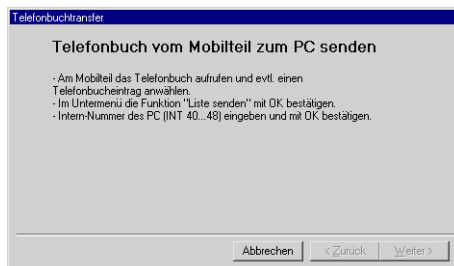 Telefonbuchtransfer
Telefonbuch vom Mobilteil zum PC senden
- Am Mobilteil das Telefonbuch aufrufen und evtl. einen
Telefonbucheintrag anwählen.
- Im Untermenü die Funktion "Liste senden" mit OK bestätigen.
- Intern-Nummer des PC (INT 40...48) eingeben und mit OK bestätigen.
Abbrechen < Zurück Weiter >